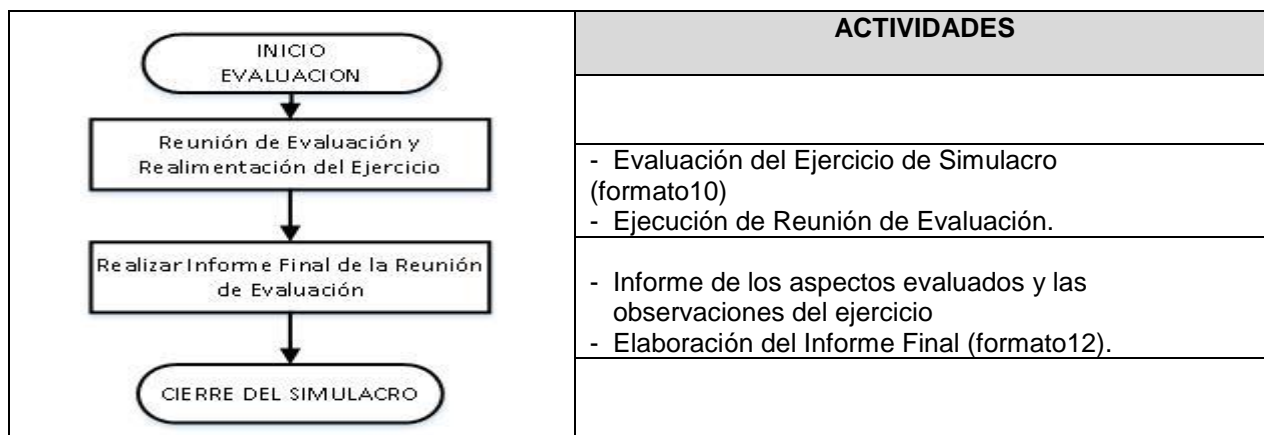 INICIO
EVALUACION
Reunión de Evaluación y
Realimentación del Ejercicio
Realizar Informe Final de la Reunión
de Evaluación
CIERRE DEL SIMULACRO
ACTIVIDADES
- Evaluación del Ejercicio de Simulacro
(formato10)
- Ejecución de Reunión de Evaluación.
- Informe de los aspectos evaluados y las
observaciones del ejercicio
- Elaboración del Informe Final (formato12).